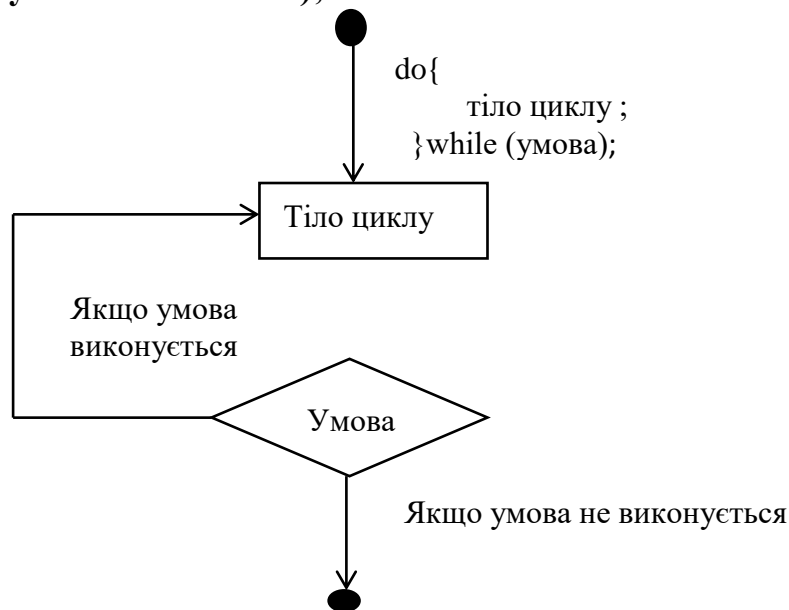 do{
тіло циклу ;
}while (умова);
Тіло циклу
Якщо умова
виконується
Умова
Якщо умова не виконується